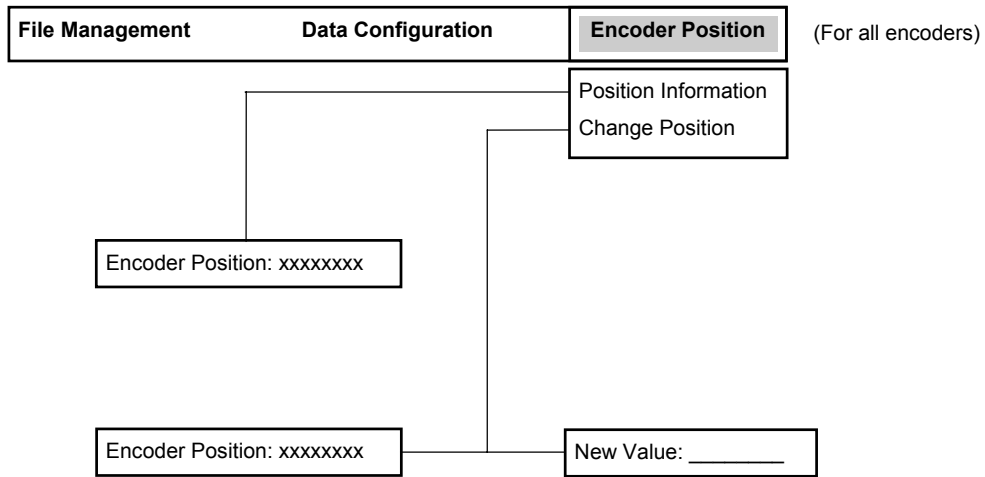 File Management Data Configuration Encoder Position (For all encoders)
Position Information
Change Position
Encoder Position: xxxxxxxx
Encoder Position: xxxxxxxx New Value: ________